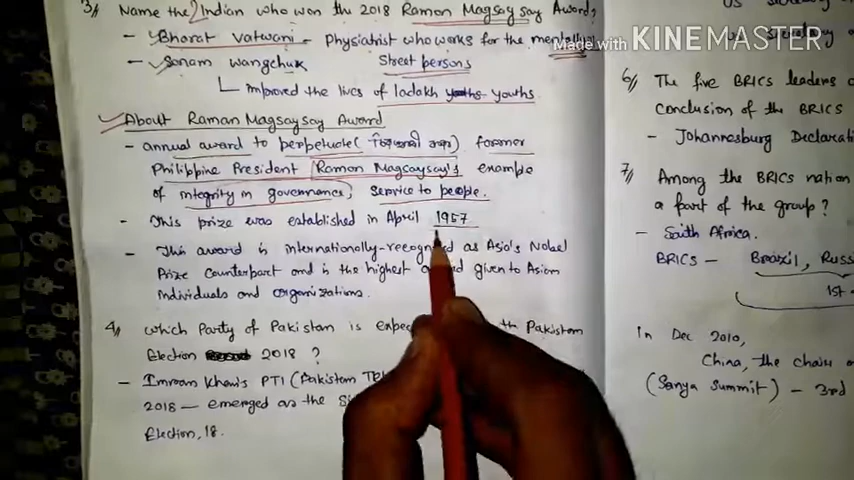 3, Name the 2 Indian who won the 2018 Ramon Magsaysay Award?
- Bharat Vatwani - Physiatrist who works for the mentally
- Sonam wangchuk Street persons
improved the lives of ladakh youths
About Raman Magsaysay Award
- annual award to perpetuate ( ) former
Philippine President Ramon Magsaysay's example
of integrity in governance, service to people.
- This prize was established in April 1957
- This award is internationally-recognized as Asia's Nobel
Prize counterpart and is the highest given to Asian
individuals and organizations.
4, Which Party of Pakistan is Pakistan
Election 2018 ?
- Imran Khan's PTI (Pakistan
2018 - emerged as the
Election, 18.
US
6, The five BRICS leaders
conclusion of the BRICS
- Johannesburg
7, Among the BRICS nation
a part of the group?
- South Africa.
BRICS - Brazil,
1st
In Dec 2010,
China, the
(Sanya Summit) - 3rd
Made with KINEMASTER